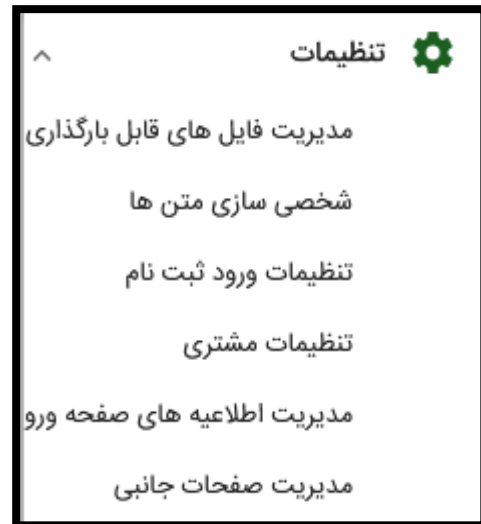 تنظیمات
مدیریت فایل های قابل بارگذاری
شخصی سازی متن ها
تنظیمات ورود ثبت نام
تنظیمات مشتری
مدیریت اطلاعیه های صفحه ورو
مدیریت صفحات جانبی